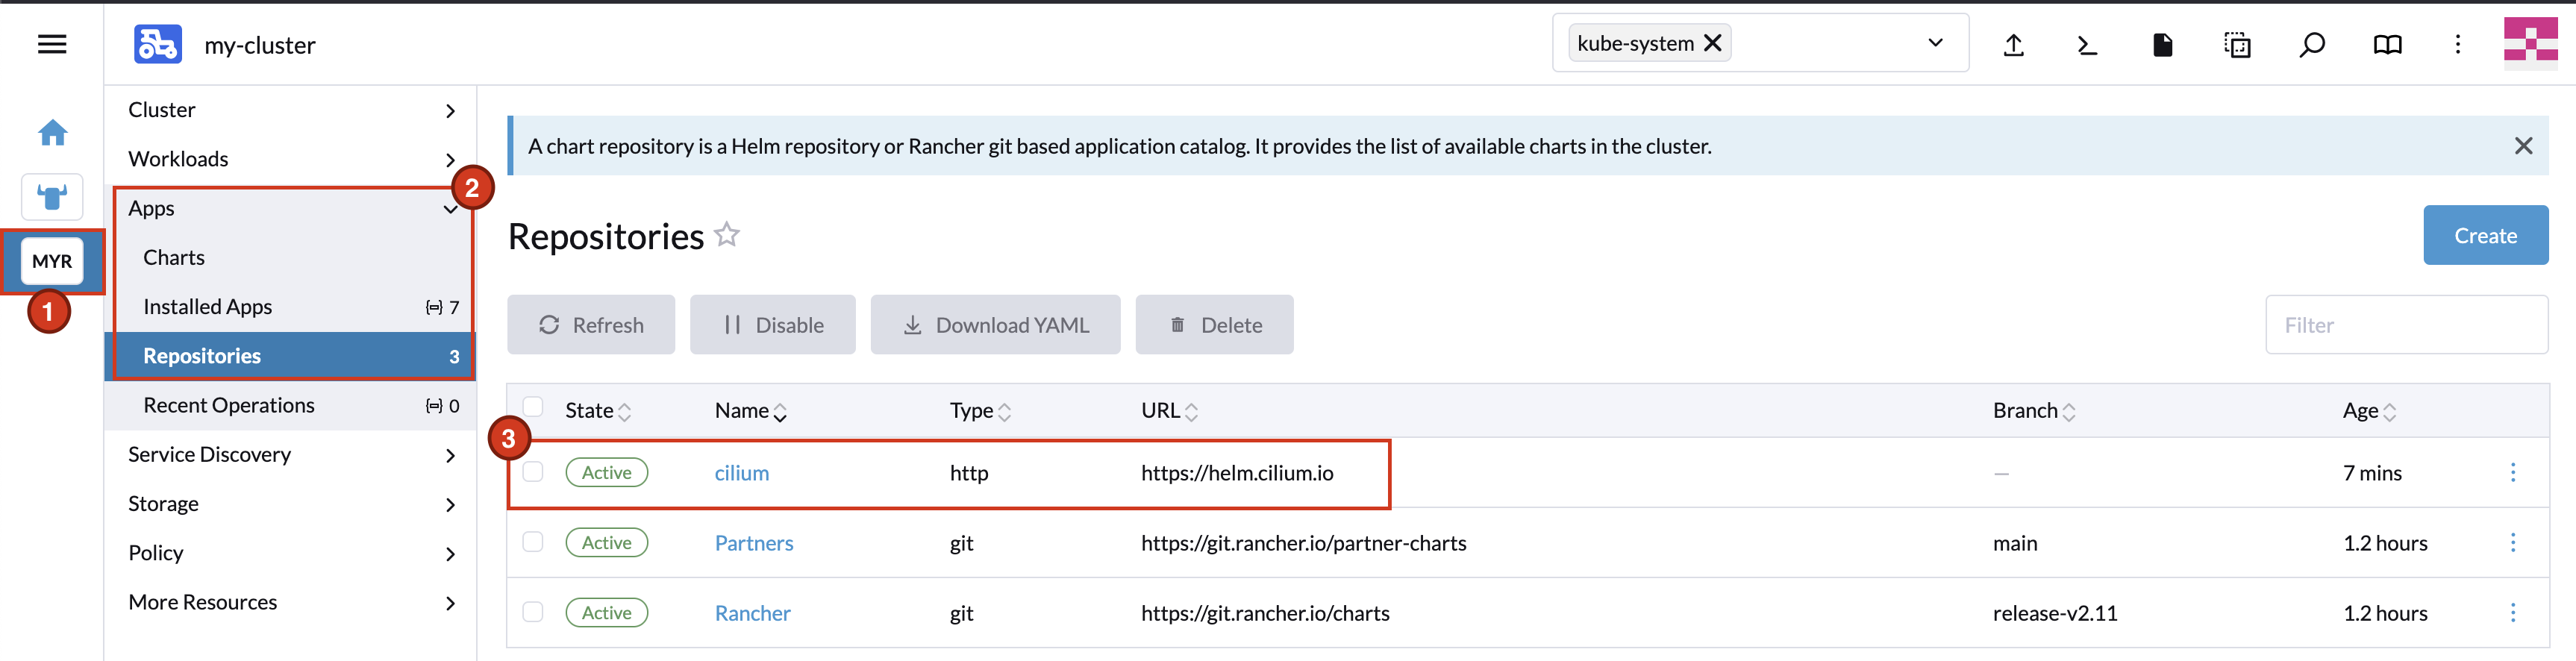 my-cluster
kube-system
Cluster
Workloads
2
Apps
Charts
MYR
1
Installed Apps 7
Repositories 3
Recent Operations 0
Service Discovery
Storage
Policy
More Resources
A chart repository is a Helm repository or Rancher git based application catalog. It provides the list of available charts in the cluster.
Repositories
Create
Refresh Disable Download YAML Delete
Filter
State Name Type URL Branch Age
3
Active cilium http https://helm.cilium.io — 7 mins
Active Partners git https://git.rancher.io/partner-charts main 1.2 hours
Active Rancher git https://git.rancher.io/charts release-v2.11 1.2 hours